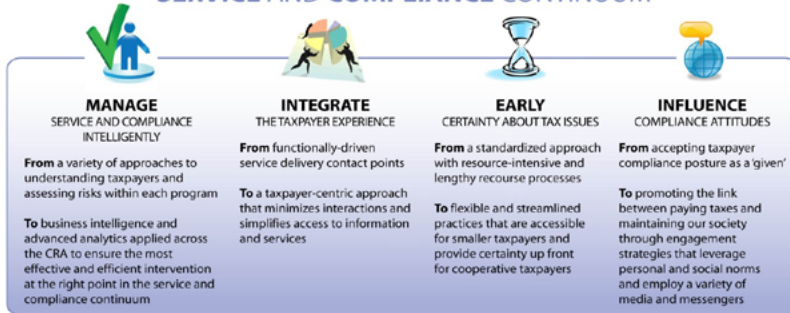 SERVICE AND COMPLIANCE CONTINUUM
MANAGE
SERVICE AND COMPLIANCE
INTELLIGENTLY
From a variety of approaches to
understanding taxpayers and
assessing risks within each program
To business intelligence and
advanced analytics applied across
the CRA to ensure the most
effective and efficient intervention
at the right point in the service and
compliance continuum
INTEGRATE
THE TAXPAYER EXPERIENCE
From functionally-driven
service delivery contact points
To a taxpayer-centric approach
that minimizes interactions and
simplifies access to information
and services
EARLY
CERTAINTY ABOUT TAX ISSUES
From a standardized approach
with resource-intensive and
lengthy recourse processes
To flexible and streamlined
practices that are accessible
for smaller taxpayers and
provide certainty up front
for cooperative taxpayers
INFLUENCE
COMPLIANCE ATTITUDES
From accepting taxpayer
compliance posture as a 'given'
To promoting the link
between paying taxes and
maintaining our society
through engagement
strategies that leverage
personal and social norms
and employ a variety of
media and messengers